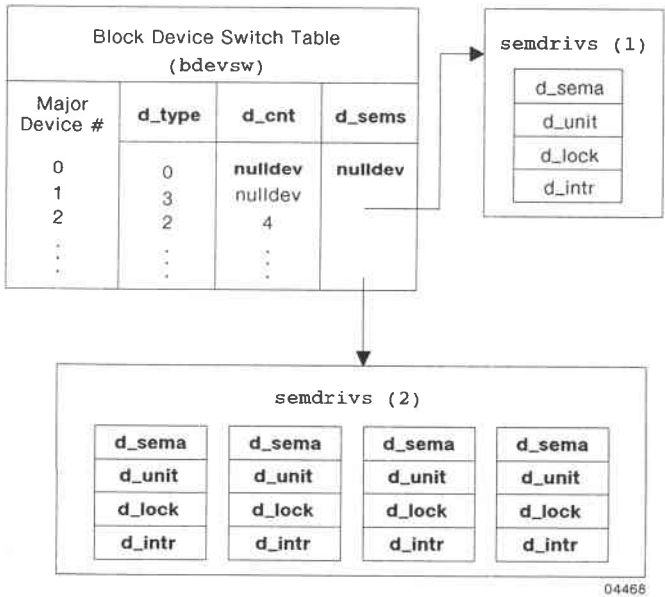 Block Device Switch Table
(bdevsw)
Major
Device #
d_type
d_cnt
d_sems
0
0
nulldev
nulldev
1
3
nulldev
2
2
4
semdrivs (1)
d_sema
d_unit
d_lock
d_intr
semdrivs (2)
d_sema d_sema d_sema d_sema
d_unit d_unit d_unit d_unit
d_lock d_lock d_lock d_lock
d_intr d_intr d_intr d_intr
04468